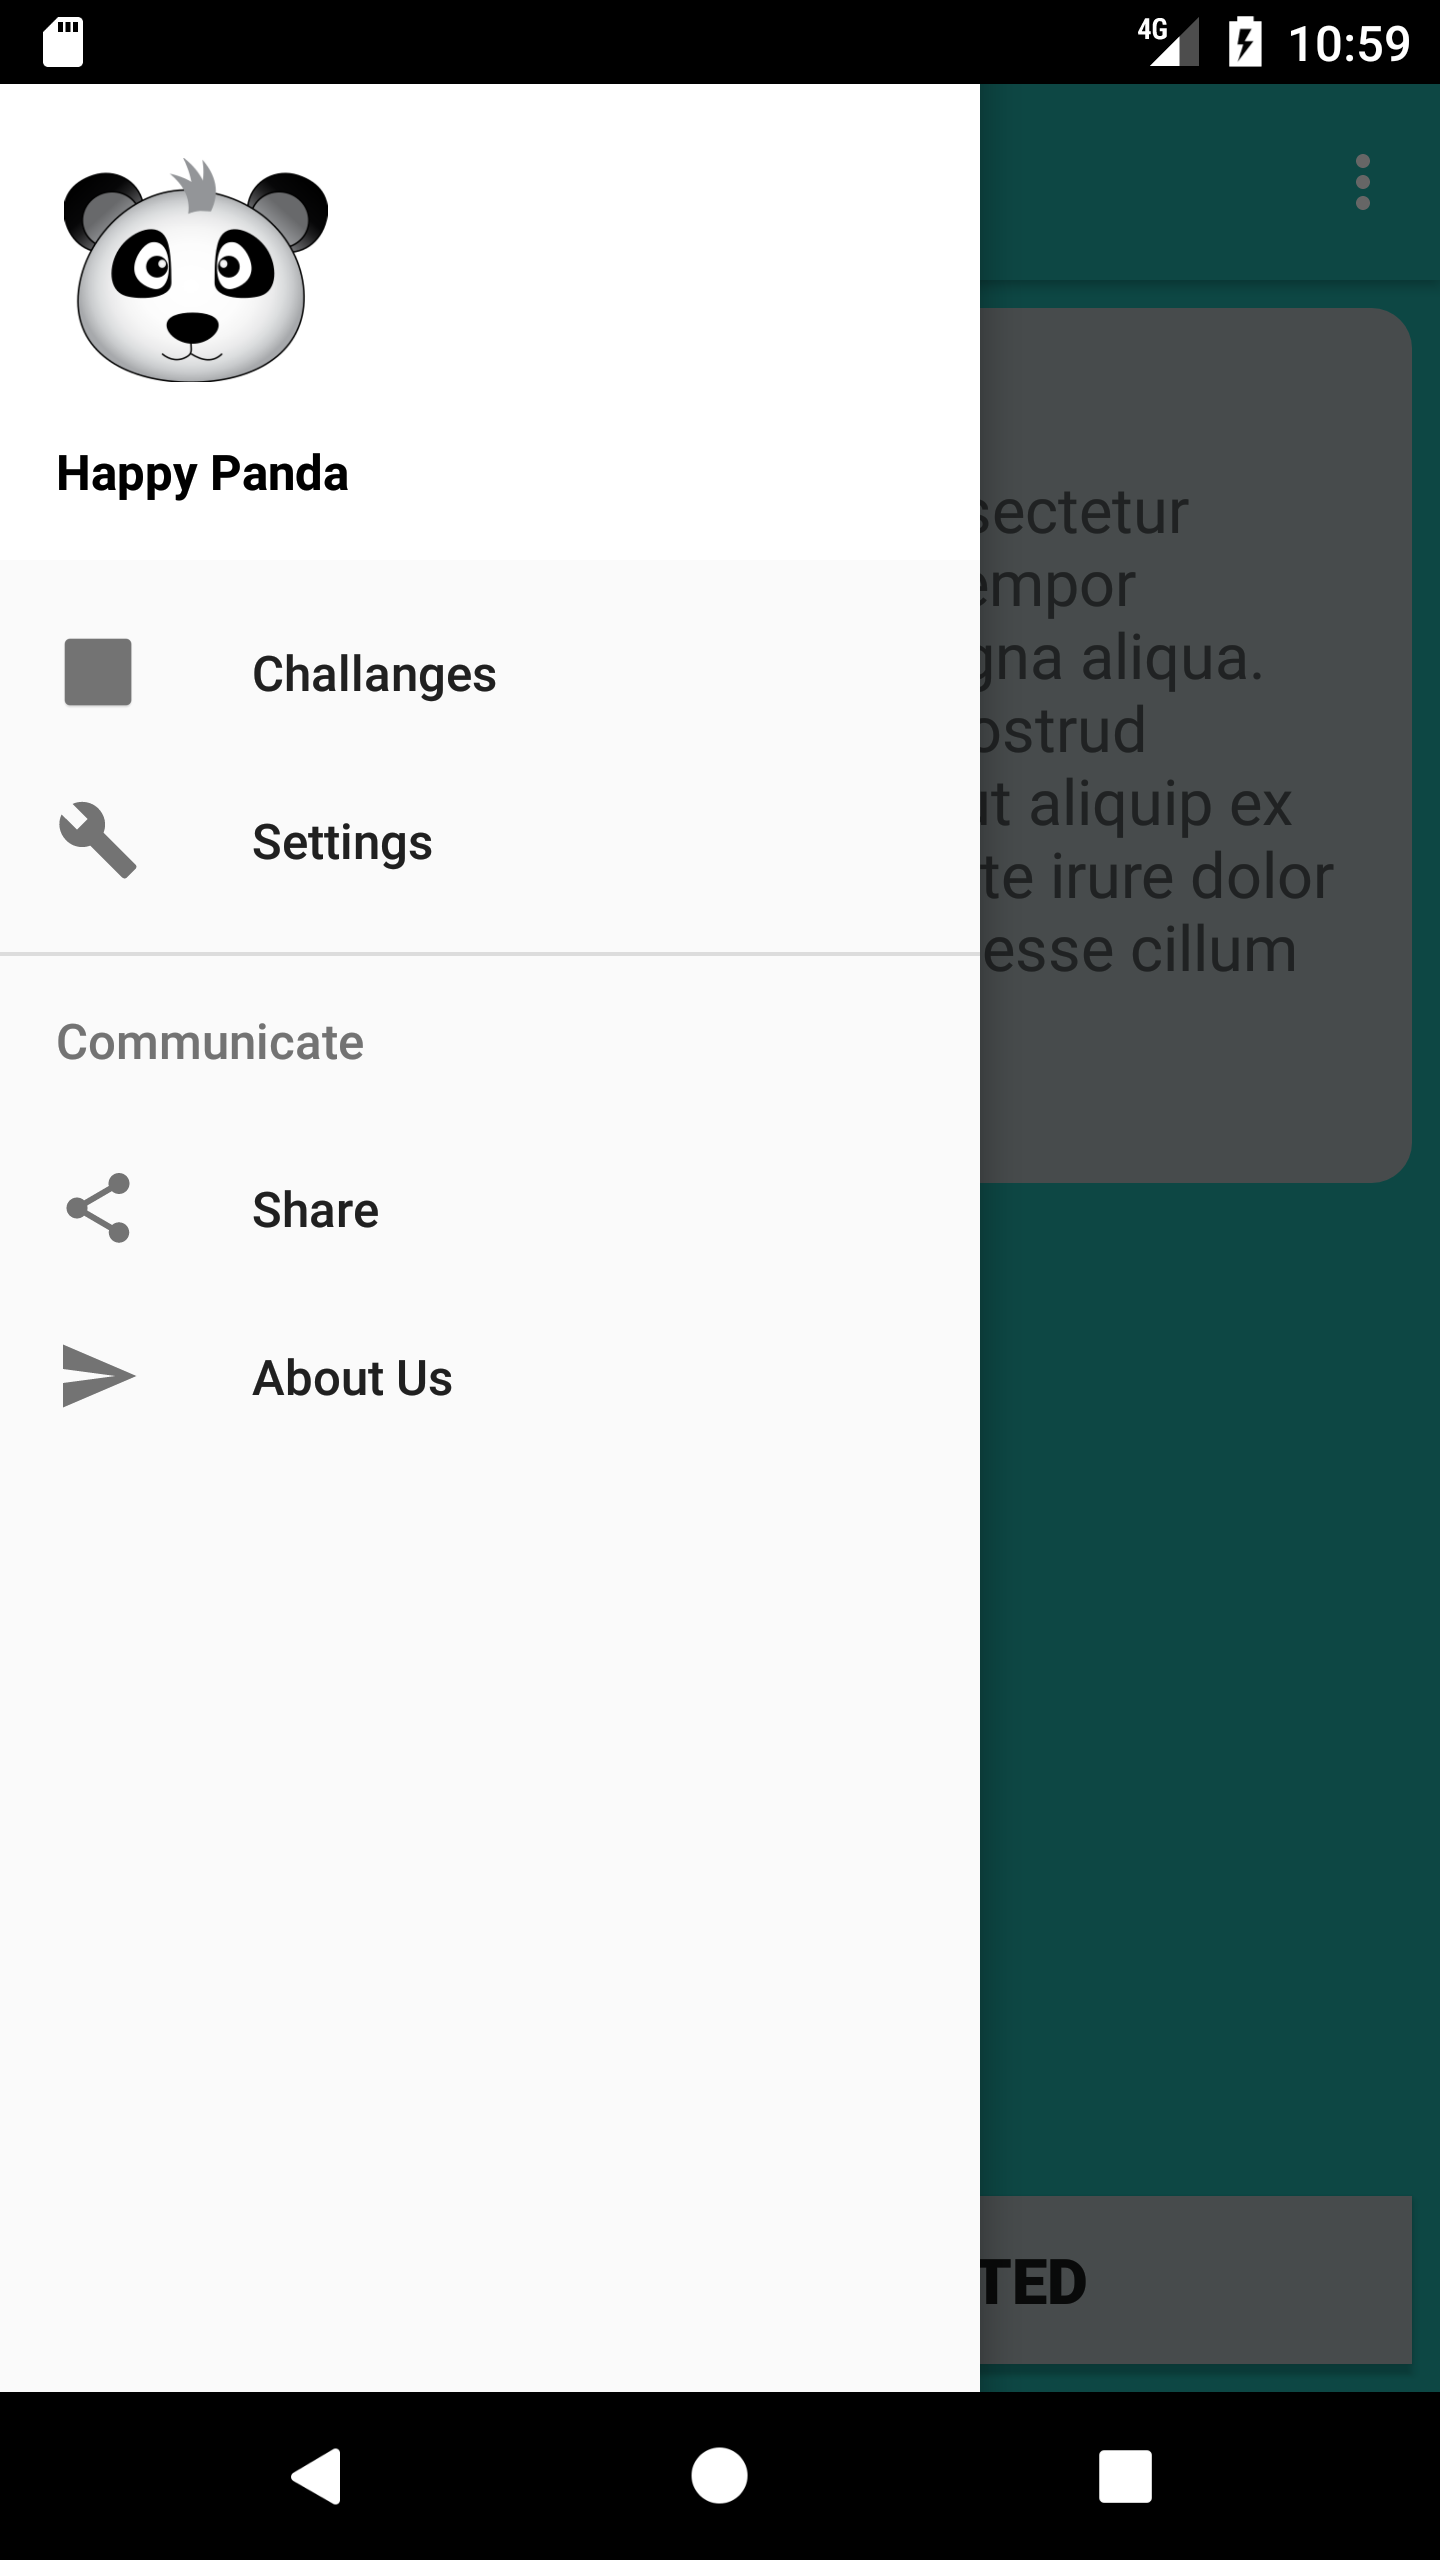 4G 10:59
Happy Panda
Challanges
Settings
Communicate
Share
About Us
sectetur
empor
gna aliqua.
ostrud
ut aliquip ex
te irure dolor
esse cillum
TED